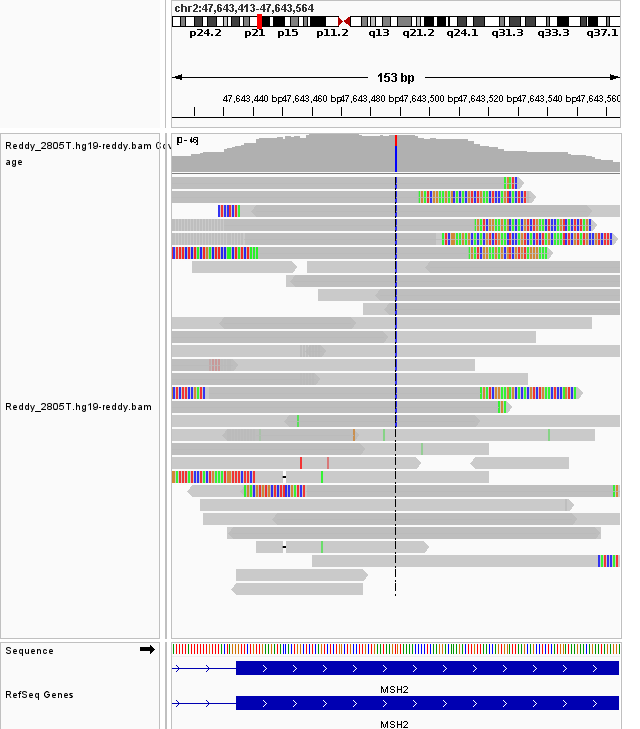 chr2:47,643,413-47,643,564
p24.2 p21 p15 p11.2 q13 q21.2 q24.1 q31.3 q33.3 q37.1
153 bp
47,643,440 bp 47,643,460 bp 47,643,480 bp 47,643,500 bp 47,643,520 bp 47,643,540 bp 47,643,560
Reddy_2805T.hg19-reddy.bam Cov
age
[0 - 46]
Reddy_2805T.hg19-reddy.bam
Sequence
MSH2
RefSeq Genes
MSH2